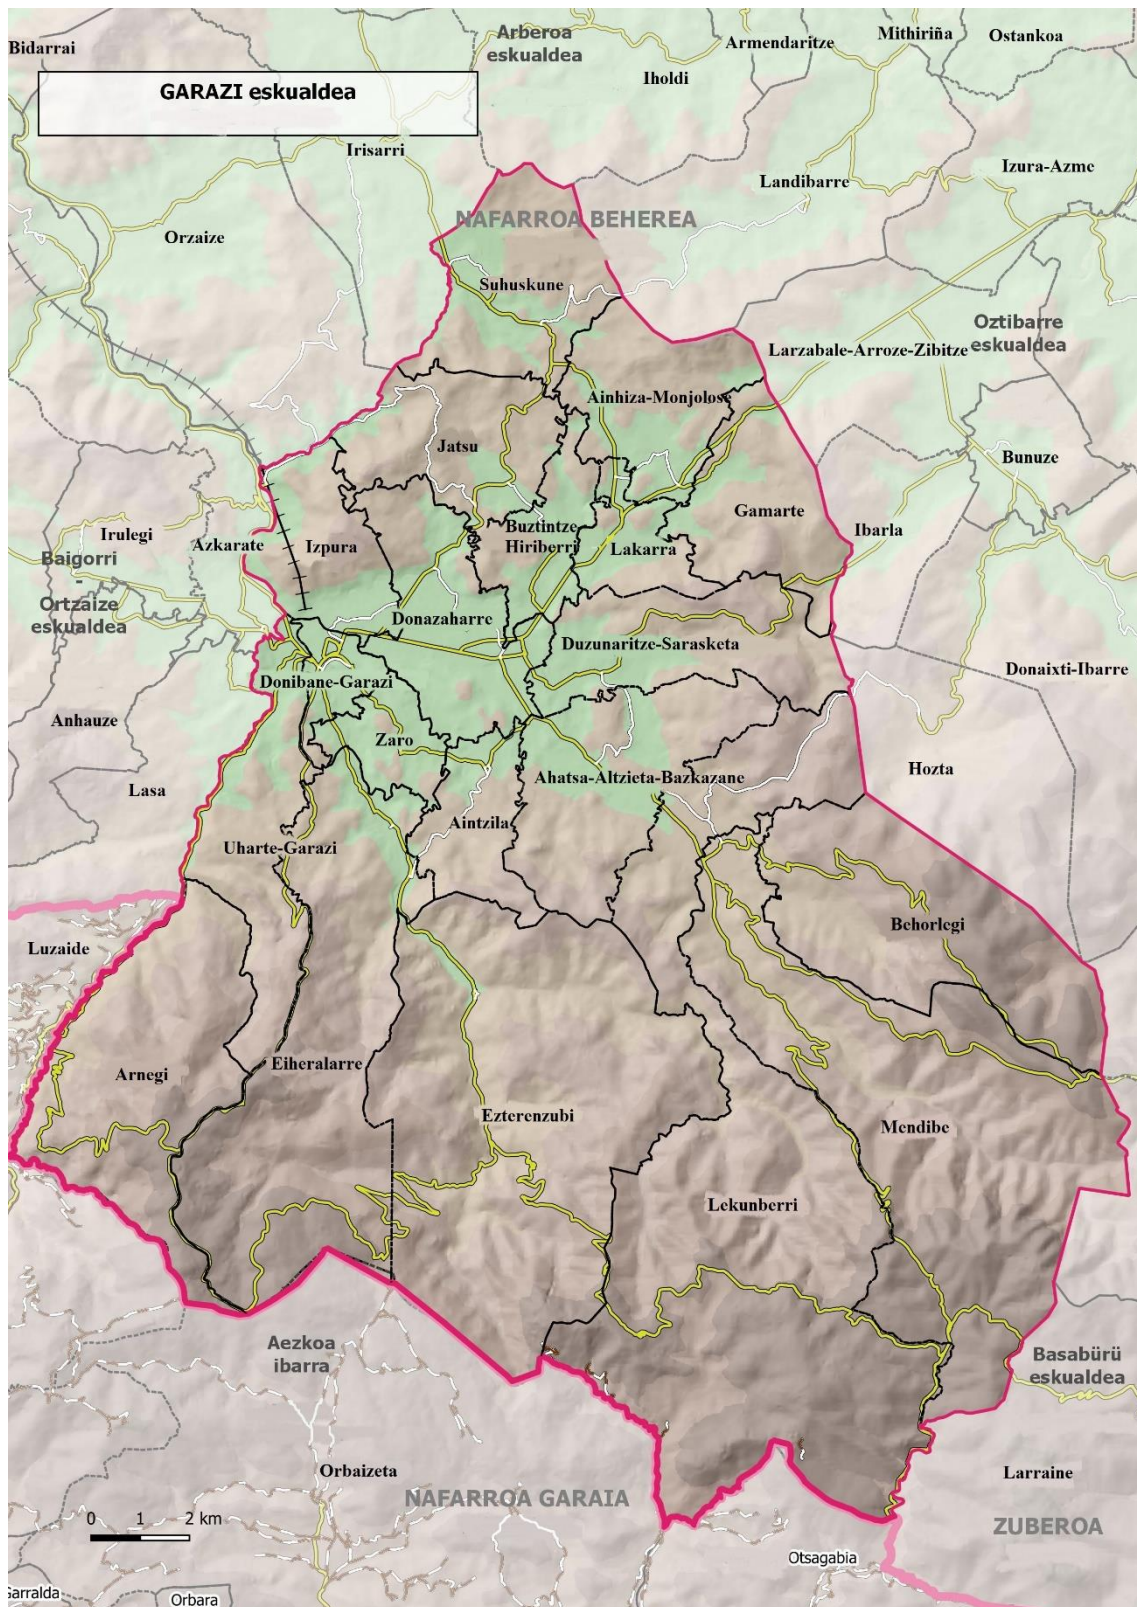 Bidarrai
Arberoa
eskualdea
Armendaritze
Mithiriña
Ostankoa
Iholdi
GARAZI eskualdea
Irisarri
Landibarre
Izura-Azme
NAFARROA BEHEREA
Orzaize
Suhuskune
Oztibarre
eskualdea
Larzabale-Arroze-Zibitze
Ainhiza-Monjolose
Jatsu
Bunuze
Gamarte
Ibarla
Irulegi
Azkarate
Izpura
Buztintze
Hiriberri
Lakarra
Baigorri
-
Ortzaize
eskualdea
Donazaharre
Duzunaritze-Sarasketa
Donaixti-Ibarre
Donibane-Garazi
Anhauze
Zaro
Hozta
Lasa
Ahatsa-Altzieta-Bazkazane
Aintzila
Uharte-Garazi
Behorlegi
Luzaide
Arnegi
Eiheralarre
Ezterenzubi
Mendibe
Lekunberri
Aezkoa
ibarra
Basabürü
eskualdea
Orbaizeta
Larraine
NAFARROA GARAIA
0 1 2 km
ZUBEROA
Otsagabia
Garralda
Orbara